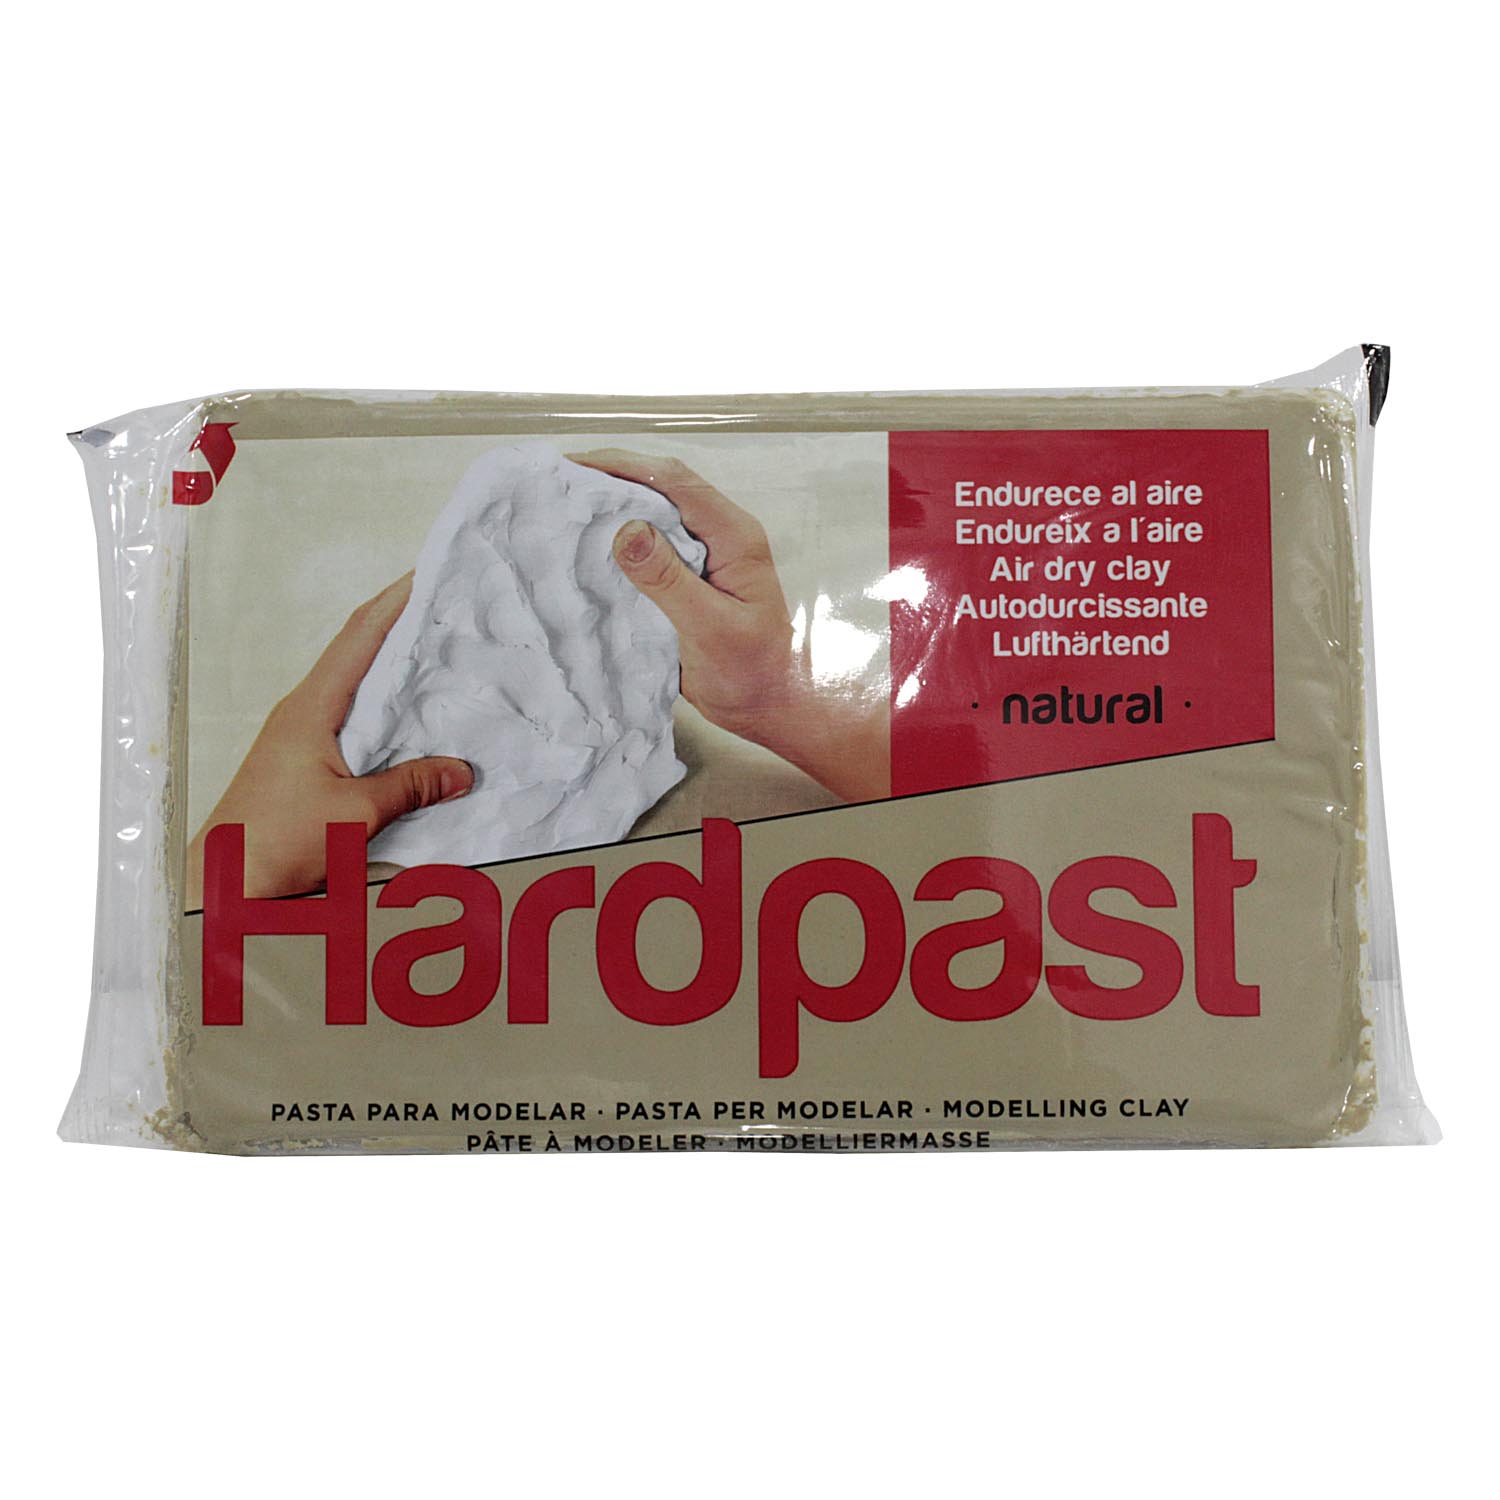 Endurece al aire
Endureix a l´aire
Air dry clay
Autodurcissante
Lufthärtend
· natural ·
Hardpast
PASTA PARA MODELAR · PASTA PER MODELAR · MODELLING CLAY
PÂTE À MODELER · MODELLIERMASSE